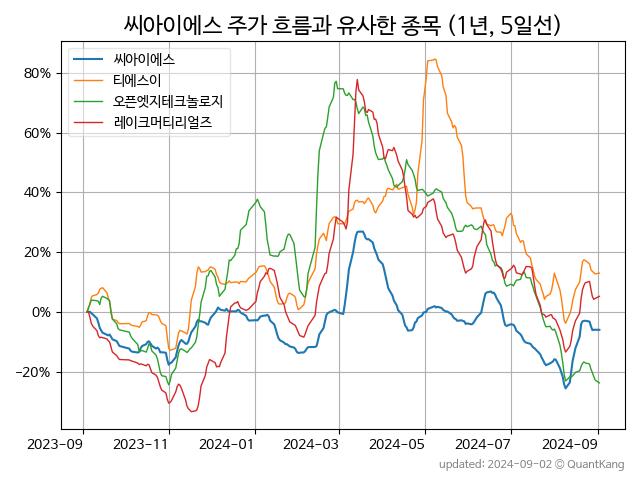 씨아이에스 주가 흐름과 유사한 종목 (1년, 5일선)
씨아이에스
티에스이
오픈엣지테크놀로지
레이크머티리얼즈
80%
60%
40%
20%
0%
−20%
2023-09 2023-11 2024-01 2024-03 2024-05 2024-07 2024-09
updated: 2024-09-02 © QuantKang